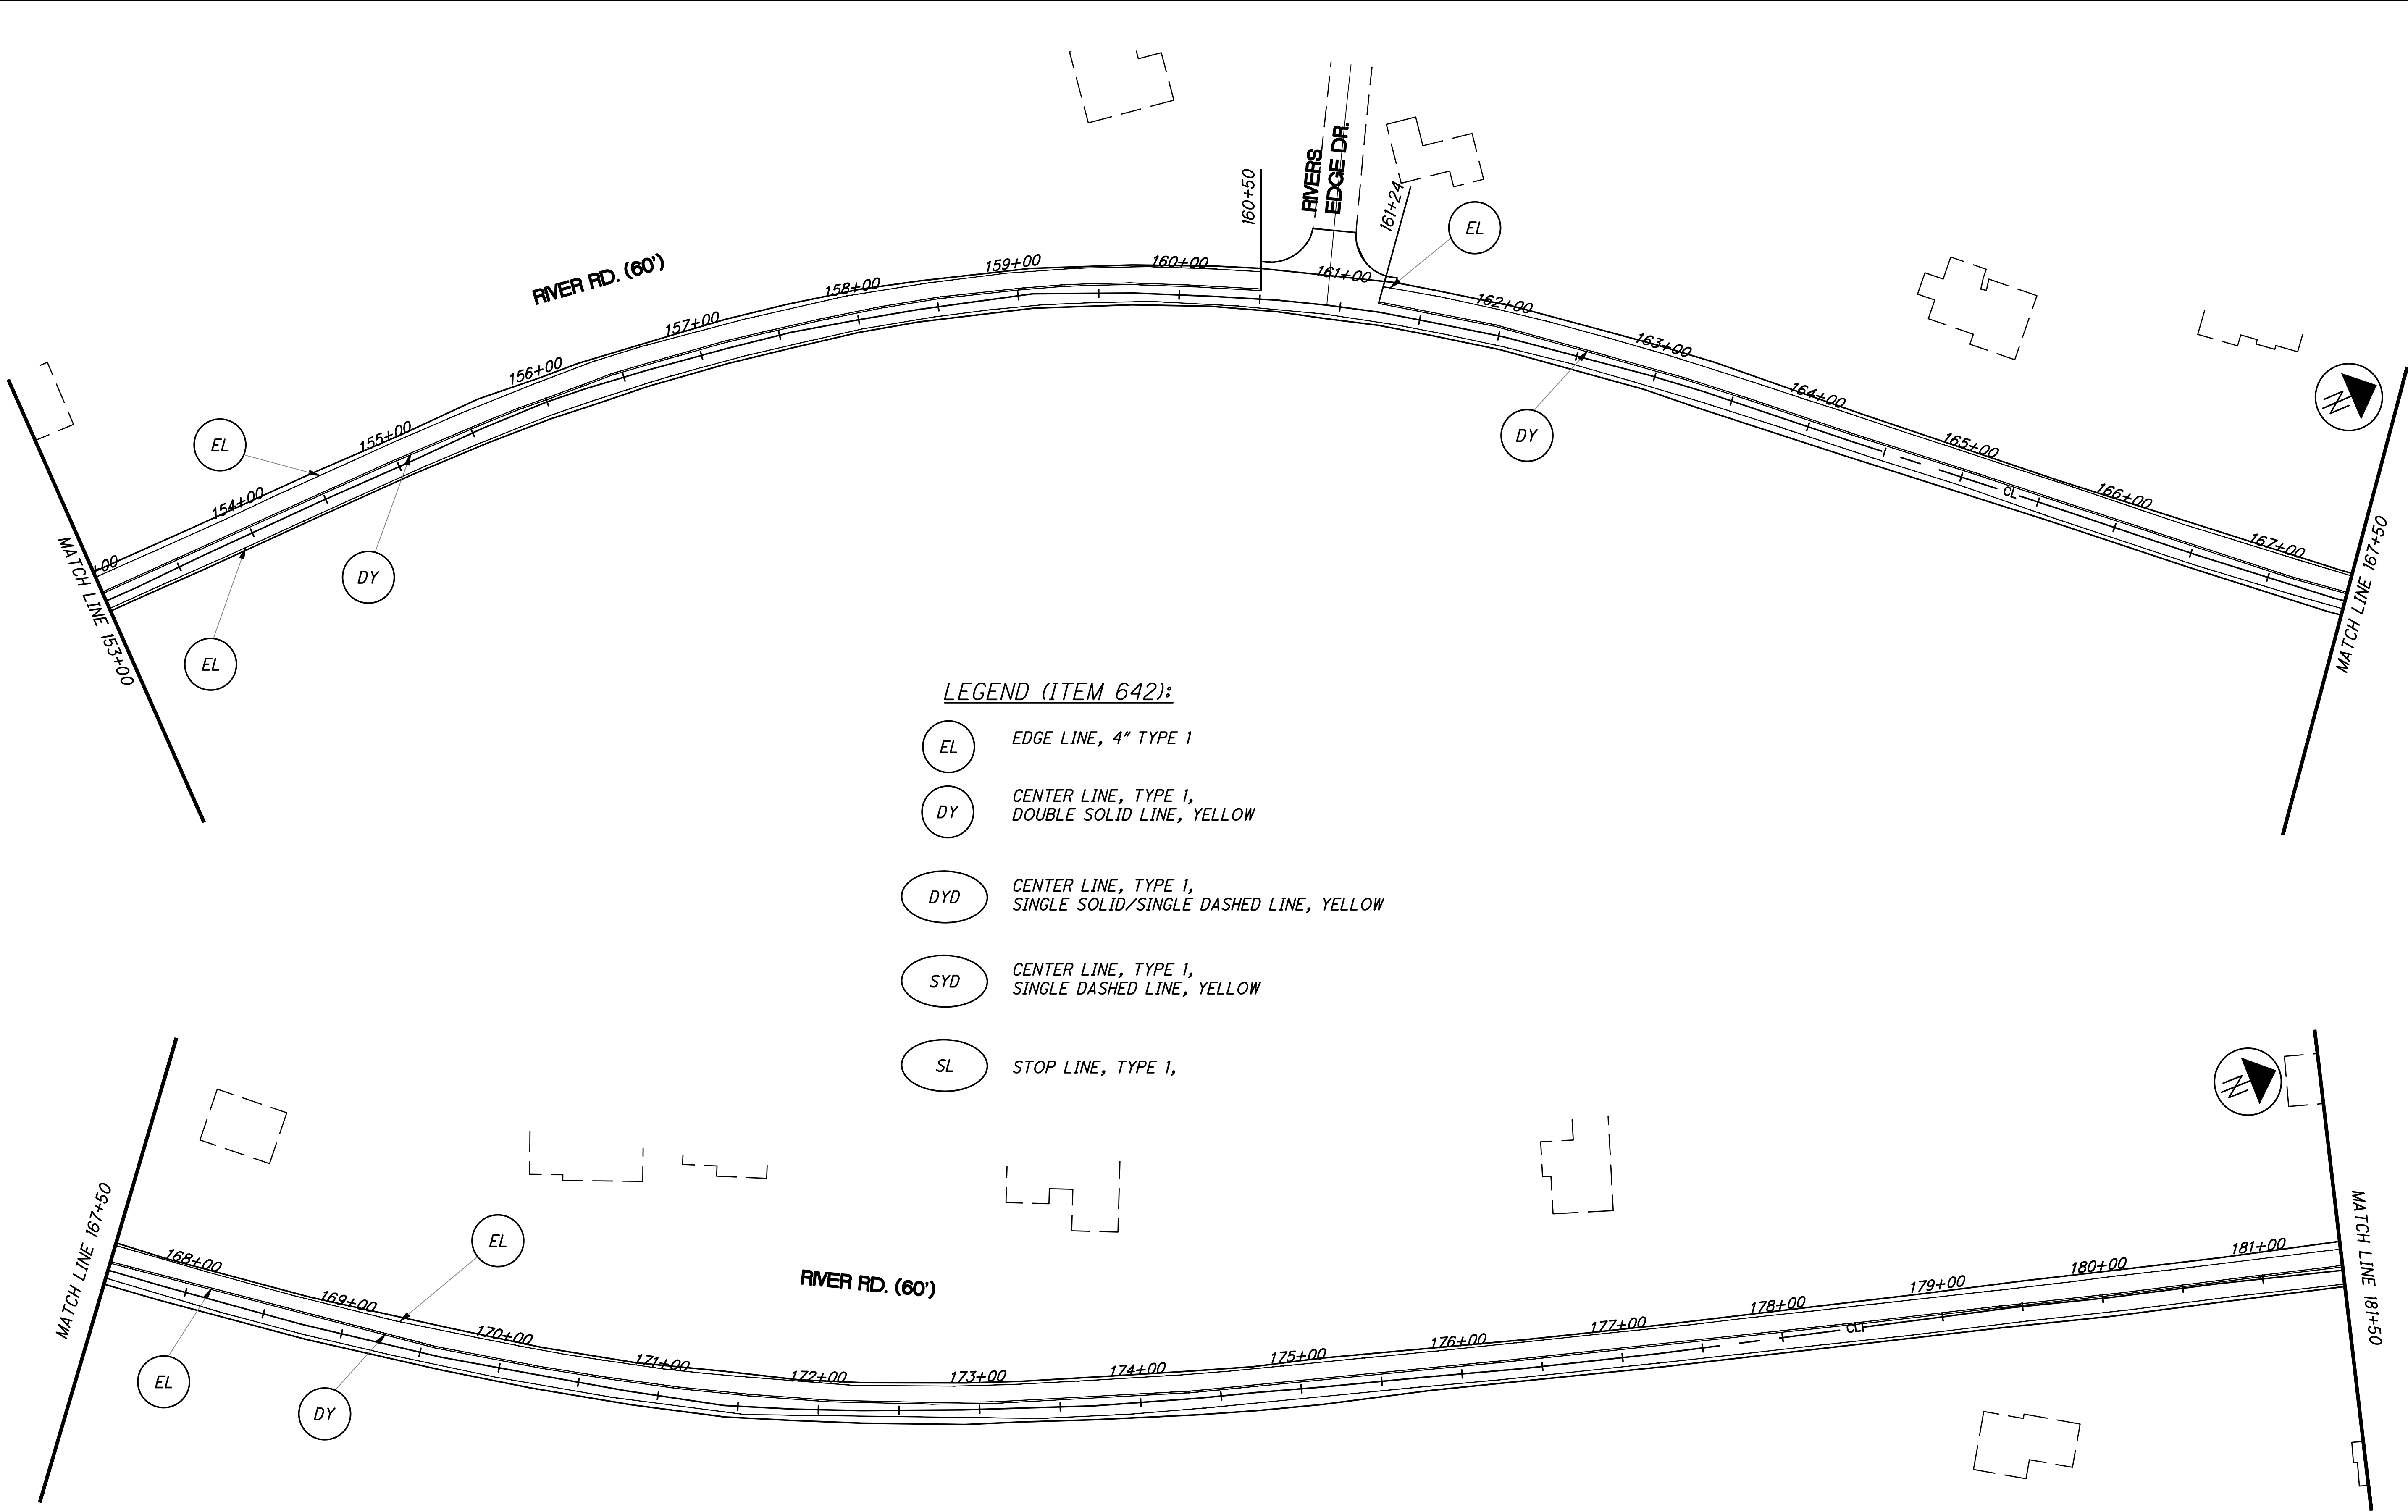 RIVERS
EDGE DR.
160+50
161+24
EL
RIVER RD. (60')
154+00
155+00
156+00
157+00
158+00
159+00
160+00
161+00
162+00
163+00
164+00
165+00
166+00
167+00
+00
EL
DY
EL
DY
CL
N
MATCH LINE 153+00
MATCH LINE 167+50
LEGEND (ITEM 642):
EL EDGE LINE, 4" TYPE 1
DY CENTER LINE, TYPE 1,
DOUBLE SOLID LINE, YELLOW
DYD CENTER LINE, TYPE 1,
SINGLE SOLID/SINGLE DASHED LINE, YELLOW
SYD CENTER LINE, TYPE 1,
SINGLE DASHED LINE, YELLOW
SL STOP LINE, TYPE 1,
N
MATCH LINE 167+50
MATCH LINE 181+50
EL
RIVER RD. (60')
168+00
169+00
170+00
171+00
172+00
173+00
174+00
175+00
176+00
177+00
178+00
179+00
180+00
181+00
CL
EL
DY